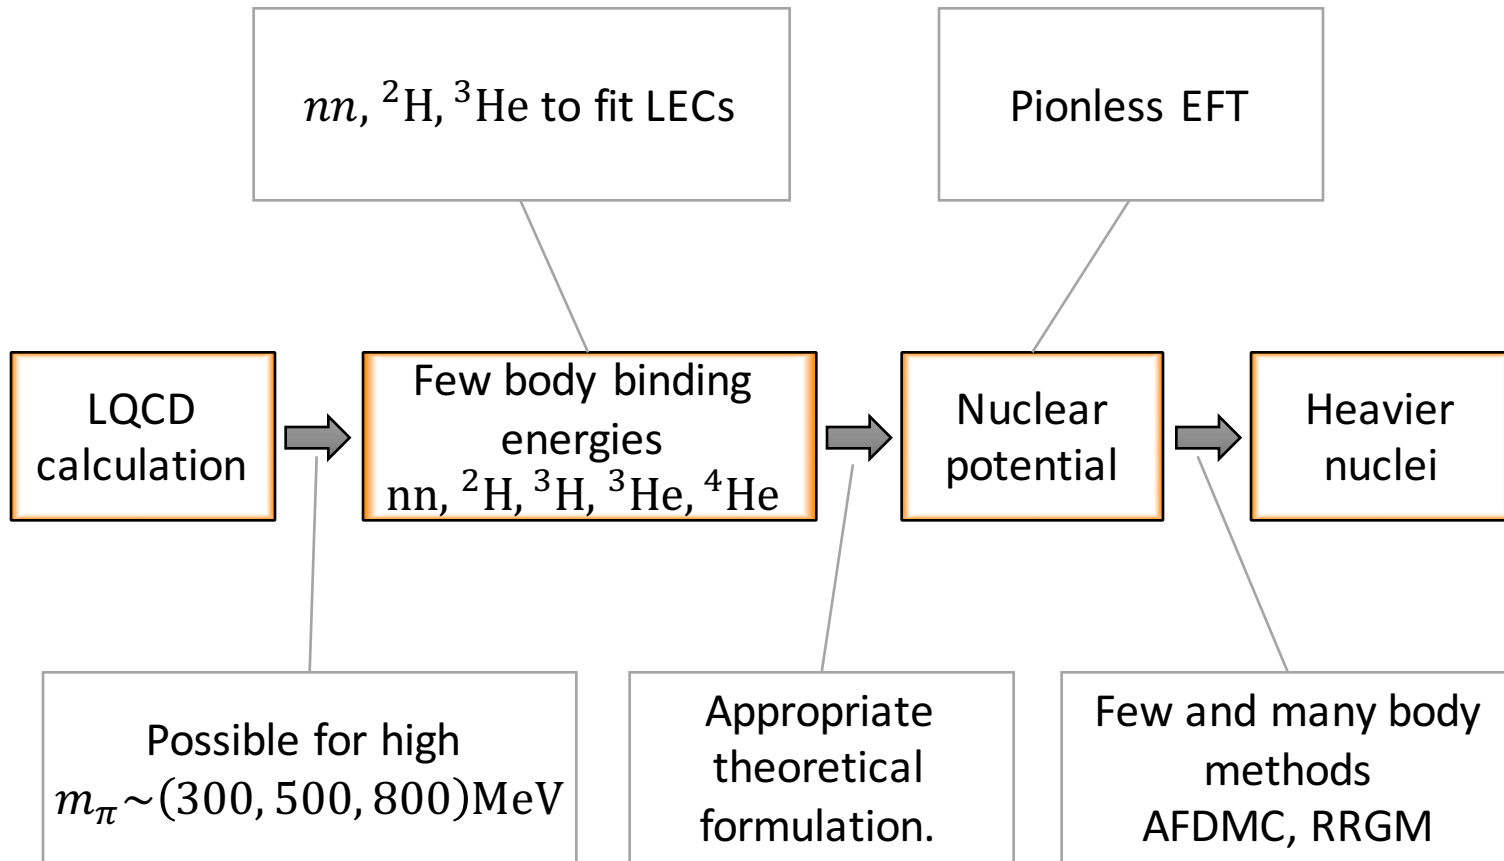 𝑛𝑛, ²H, ³He to fit LECs
Pionless EFT
LQCD
calculation
Few body binding
energies
nn, ²H, ³H, ³He, ⁴He
Nuclear
potential
Heavier
nuclei
Possible for high
𝑚_π~(300, 500, 800)MeV
Appropriate
theoretical
formulation.
Few and many body
methods
AFDMC, RRGM